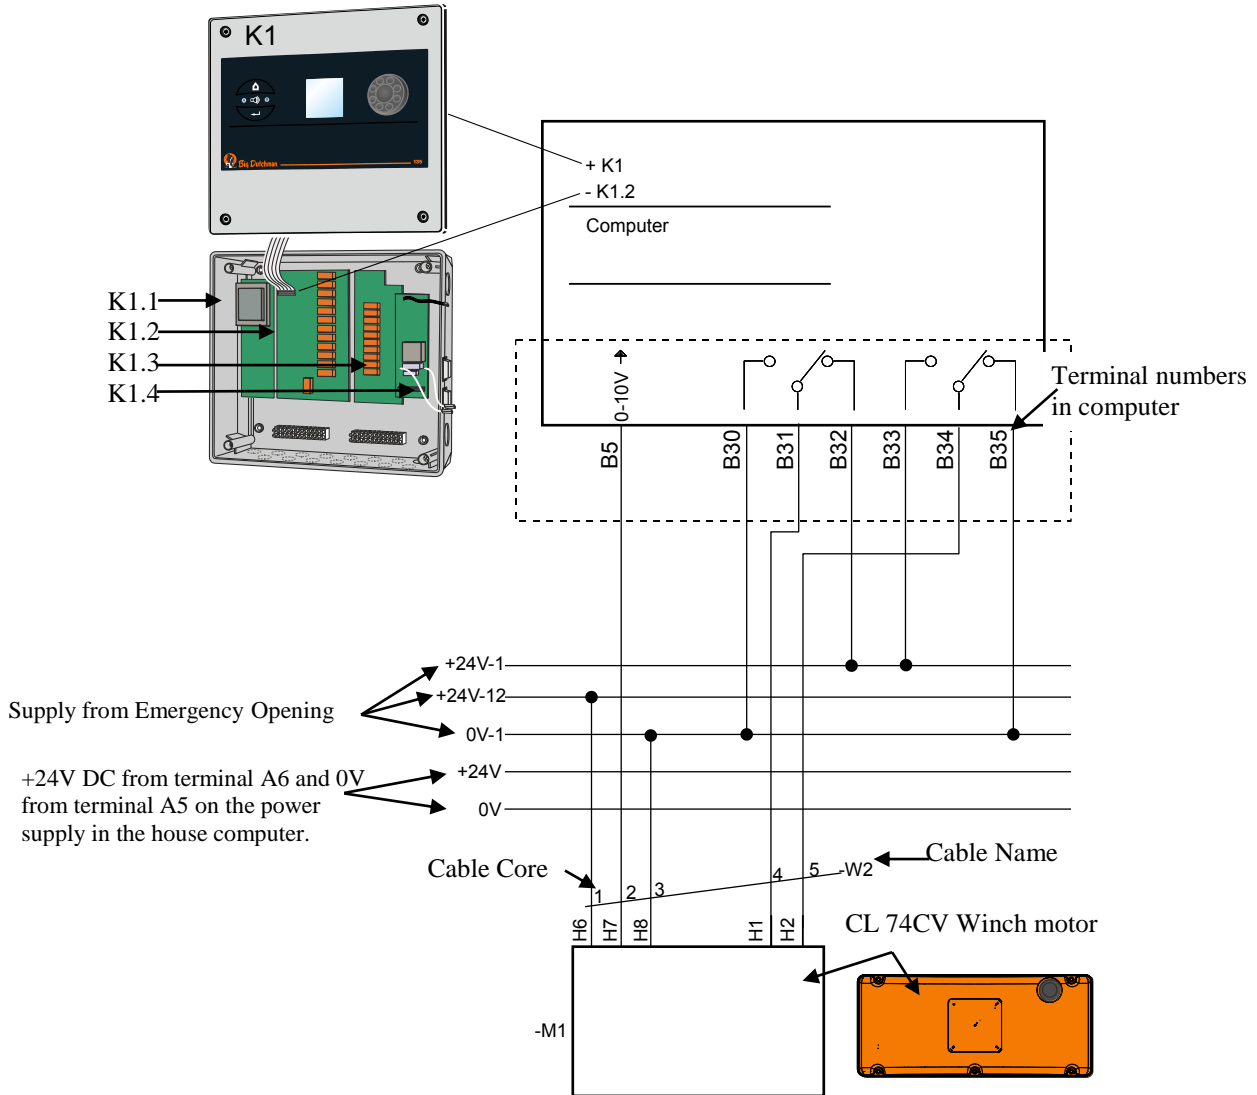 K1
Big Dutchman
135
+ K1
- K1.2
Computer
K1.1
K1.2
K1.3
K1.4
0-10V
Terminal numbers
in computer
B5
B30
B31
B32
B33
B34
B35
+24V-1
+24V-12
Supply from Emergency Opening
0V-1
+24V DC from terminal A6 and 0V
from terminal A5 on the power
supply in the house computer.
+24V
0V
Cable Core
Cable Name
1
2
3
4
5
-W2
H6
H7
H8
H1
H2
CL 74CV Winch motor
-M1